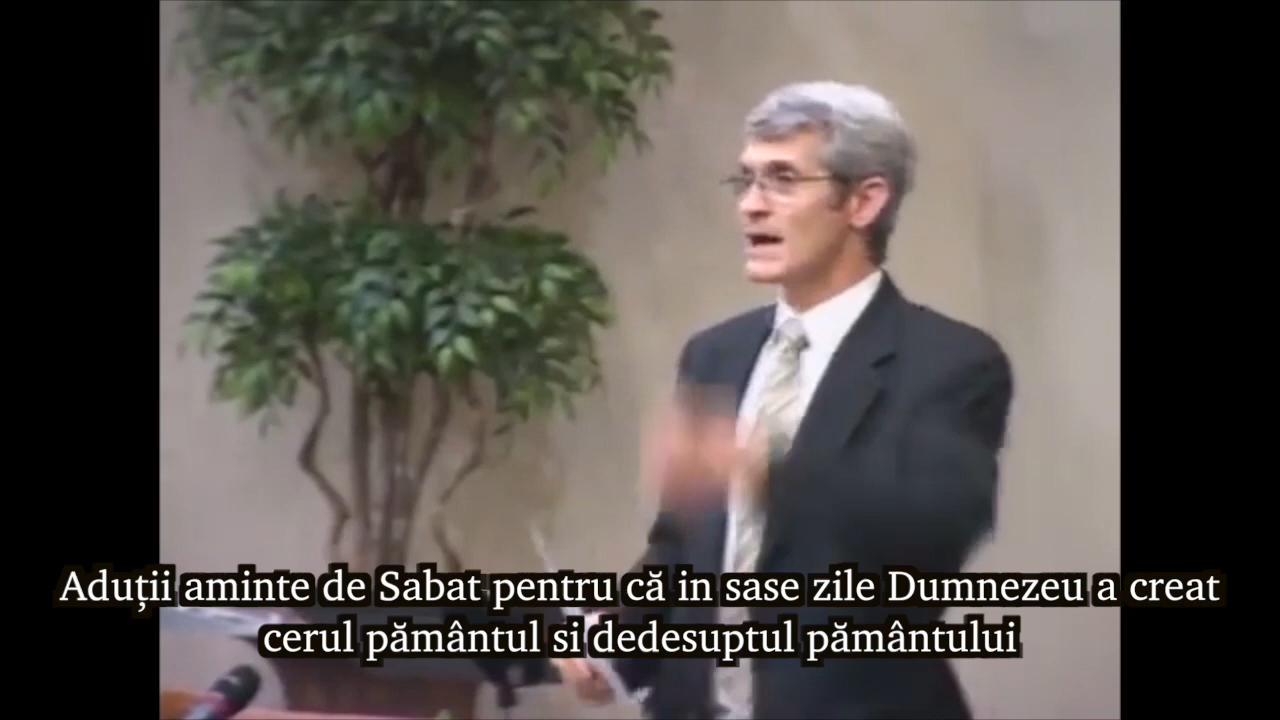 Aduții aminte de Sabat pentru că in sase zile Dumnezeu a creat
cerul pământul si dedesuptul pământului